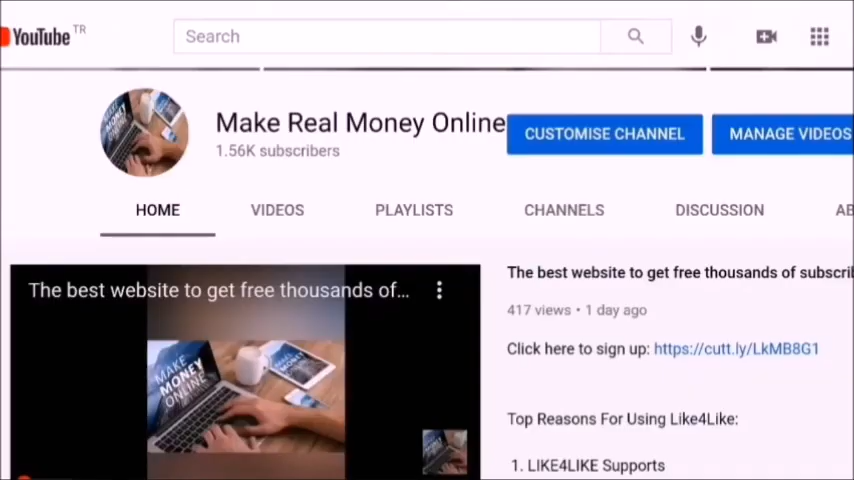 YouTube TR
Search
Make Real Money Online
1.56K subscribers
CUSTOMISE CHANNEL
MANAGE VIDEOS
HOME
VIDEOS
PLAYLISTS
CHANNELS
DISCUSSION
AB
The best website to get free thousands of...
MAKE
MONEY
ONLINE
The best website to get free thousands of subscri
417 views • 1 day ago
Click here to sign up: https://cutt.ly/LkMB8G1
Top Reasons For Using Like4Like:
1. LIKE4LIKE Supports